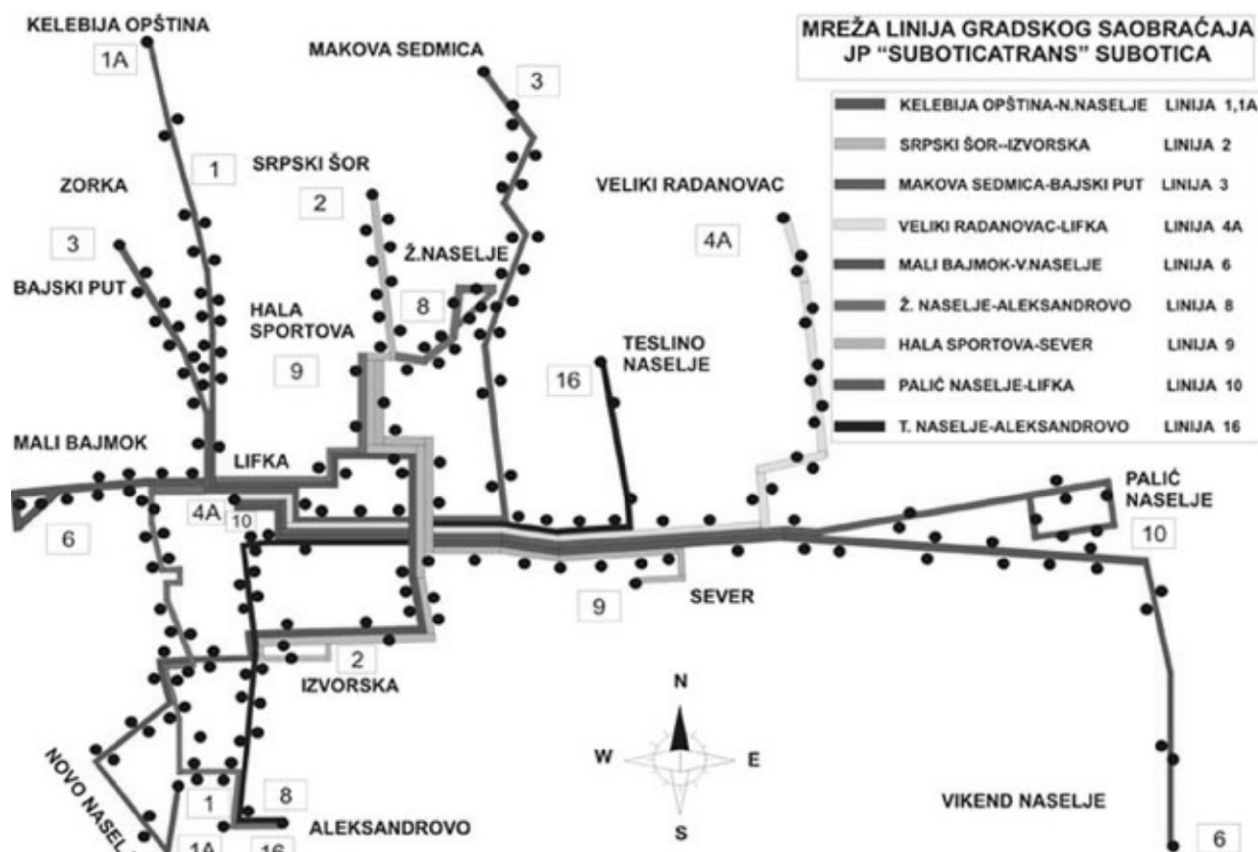 KELEBIJA OPŠTINA
1A
MAKOVA SEDMICA
3
MREŽA LINIJA GRADSKOG SAOBRAĆAJA
JP “SUBOTICATRANS” SUBOTICA
KELEBIJA OPŠTINA-N.NASELJE LINIJA 1,1A
SRPSKI ŠOR--IZVORSKA LINIJA 2
MAKOVA SEDMICA-BAJSKI PUT LINIJA 3
VELIKI RADANOVAC-LIFKA LINIJA 4A
MALI BAJMOK-V.NASELJE LINIJA 6
Ž. NASELJE-ALEKSANDROVO LINIJA 8
HALA SPORTOVA-SEVER LINIJA 9
PALIĆ NASELJE-LIFKA LINIJA 10
T. NASELJE-ALEKSANDROVO LINIJA 16
1
SRPSKI ŠOR
2
ZORKA
3
BAJSKI PUT
VELIKI RADANOVAC
4A
Ž.NASELJE
8
HALA
SPORTOVA
9
TESLINO
NASELJE
16
MALI BAJMOK
LIFKA
4A
10
6
PALIĆ
NASELJE
10
SEVER
9
2
IZVORSKA
N
W
E
S
NOVO
1
8
ALEKSANDROVO
1A
16
VIKEND NASELJE
6